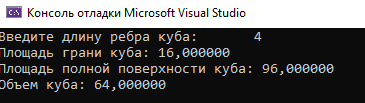 Консоль отладки Microsoft Visual Studio
Введите длину ребра куба: 4
Площадь грани куба: 16,000000
Площадь полной поверхности куба: 96,000000
Объем куба: 64,000000